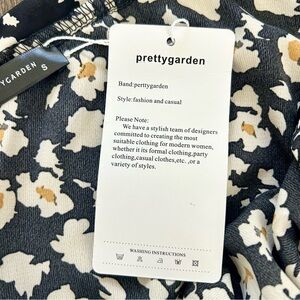 prettygarden
Band:perttygarden
Style:fashion and casual
Please Note:
We have a stylish team of designers
committed to creating the most
suitable clothing for modern women,
whether it its formal clothing,party
clothing,casual clothes,etc. ,or a
variety of styles.
WASHING INSTRUCTIONS
YGARDEN
S